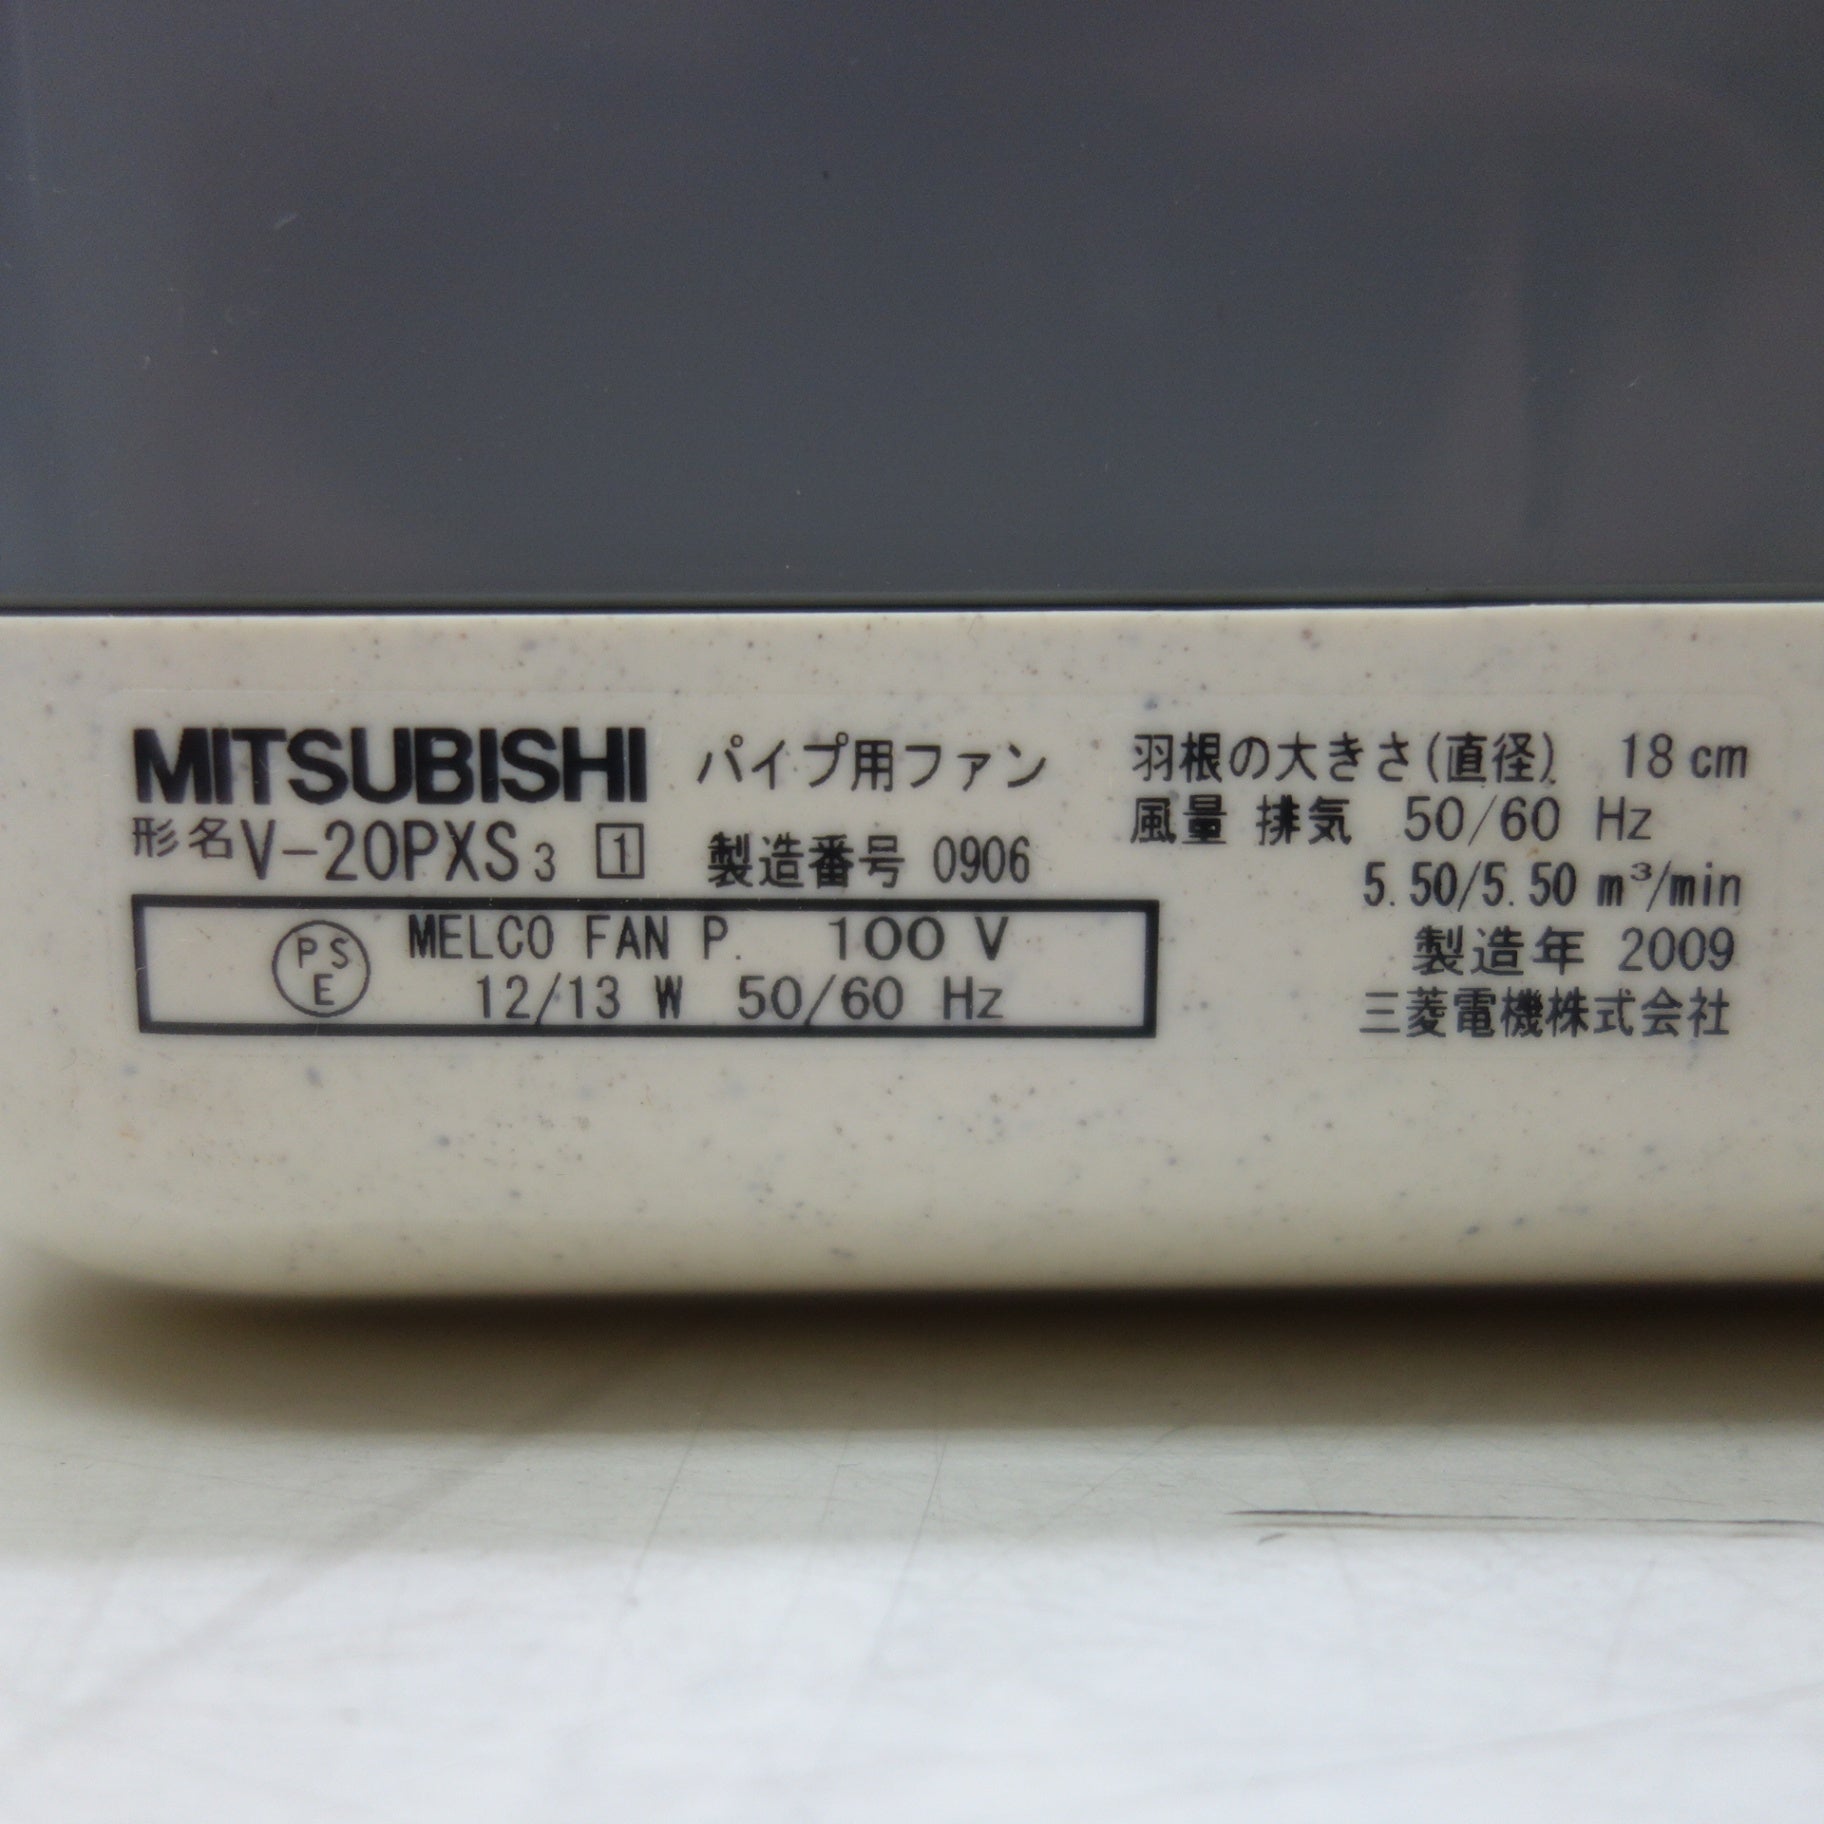 MITSUBISHI パイプ用ファン
形名 V-20PXS3 1 製造番号 0906
PSE MELCO FAN P. 100 V
12/13 W 50/60 Hz
羽根の大きさ(直径) 18 cm
風量 排気 50/60 Hz
5.50/5.50 m³/min
製造年 2009
三菱電機株式会社